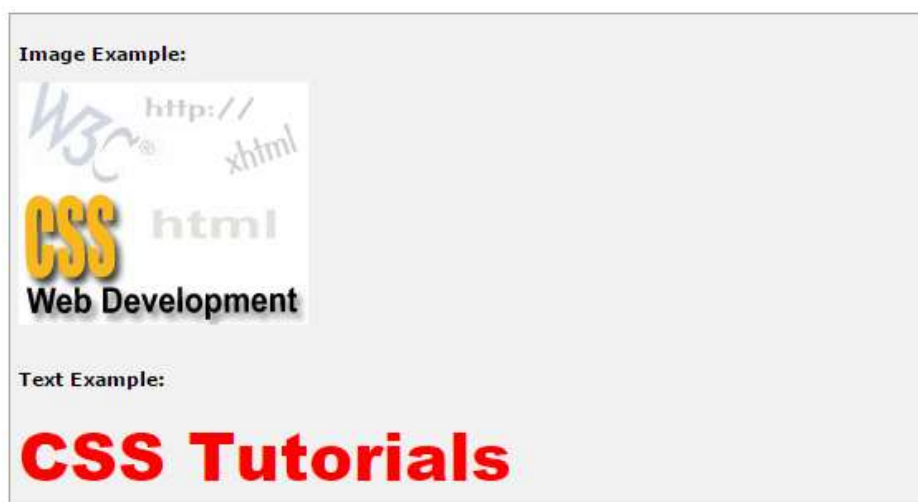 Image Example:
W3C®
http://
xhtml
CSS
html
Web Development
Text Example:
CSS Tutorials